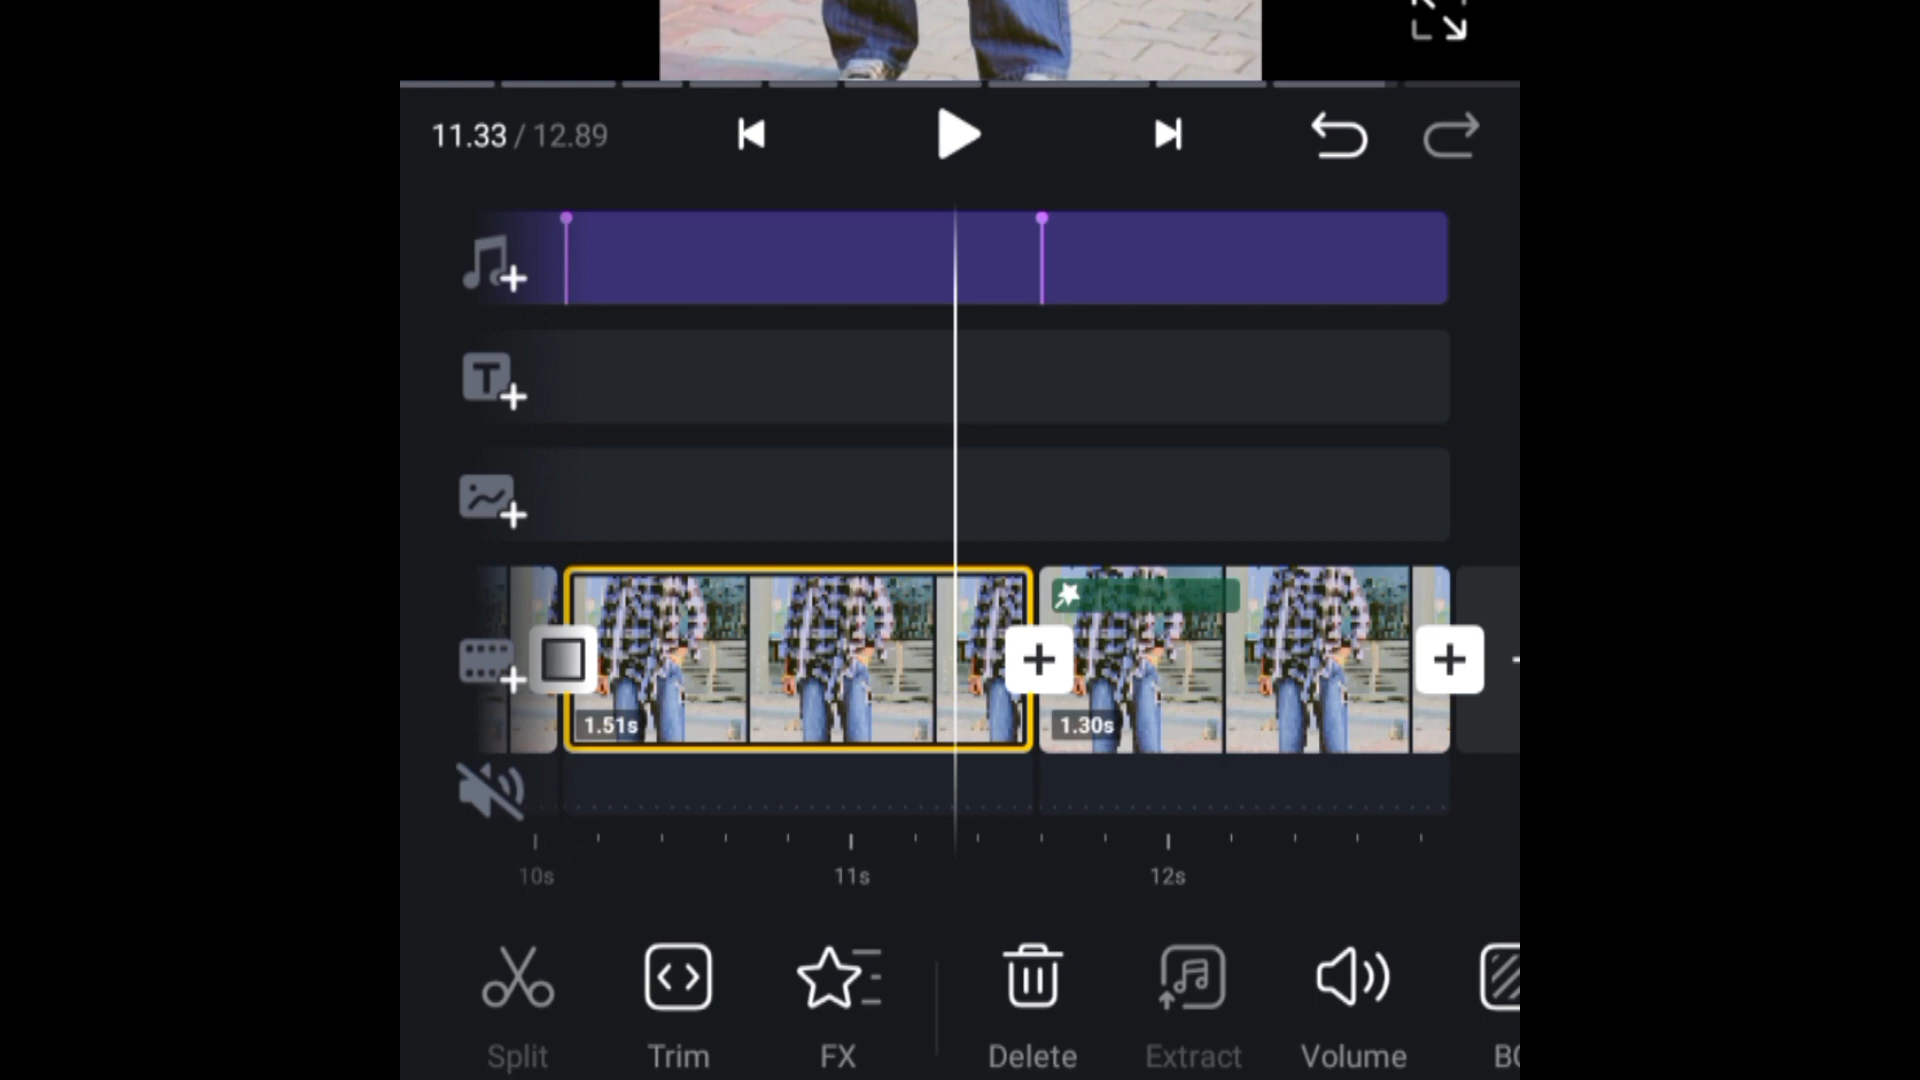 11.33 / 12.89
T
1.51s
1.30s
10s 11s 12s
Split Trim FX Delete Extract Volume